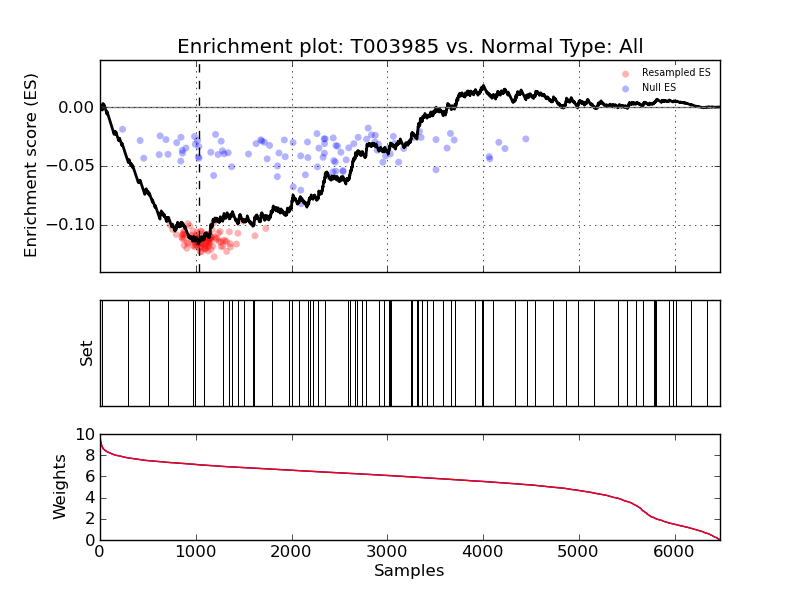 Enrichment plot: T003985 vs. Normal Type: All
Resampled ES
Null ES
Enrichment score (ES)
0.00
−0.05
−0.10
Set
Weights
10
8
6
4
2
0
0 1000 2000 3000 4000 5000 6000
Samples